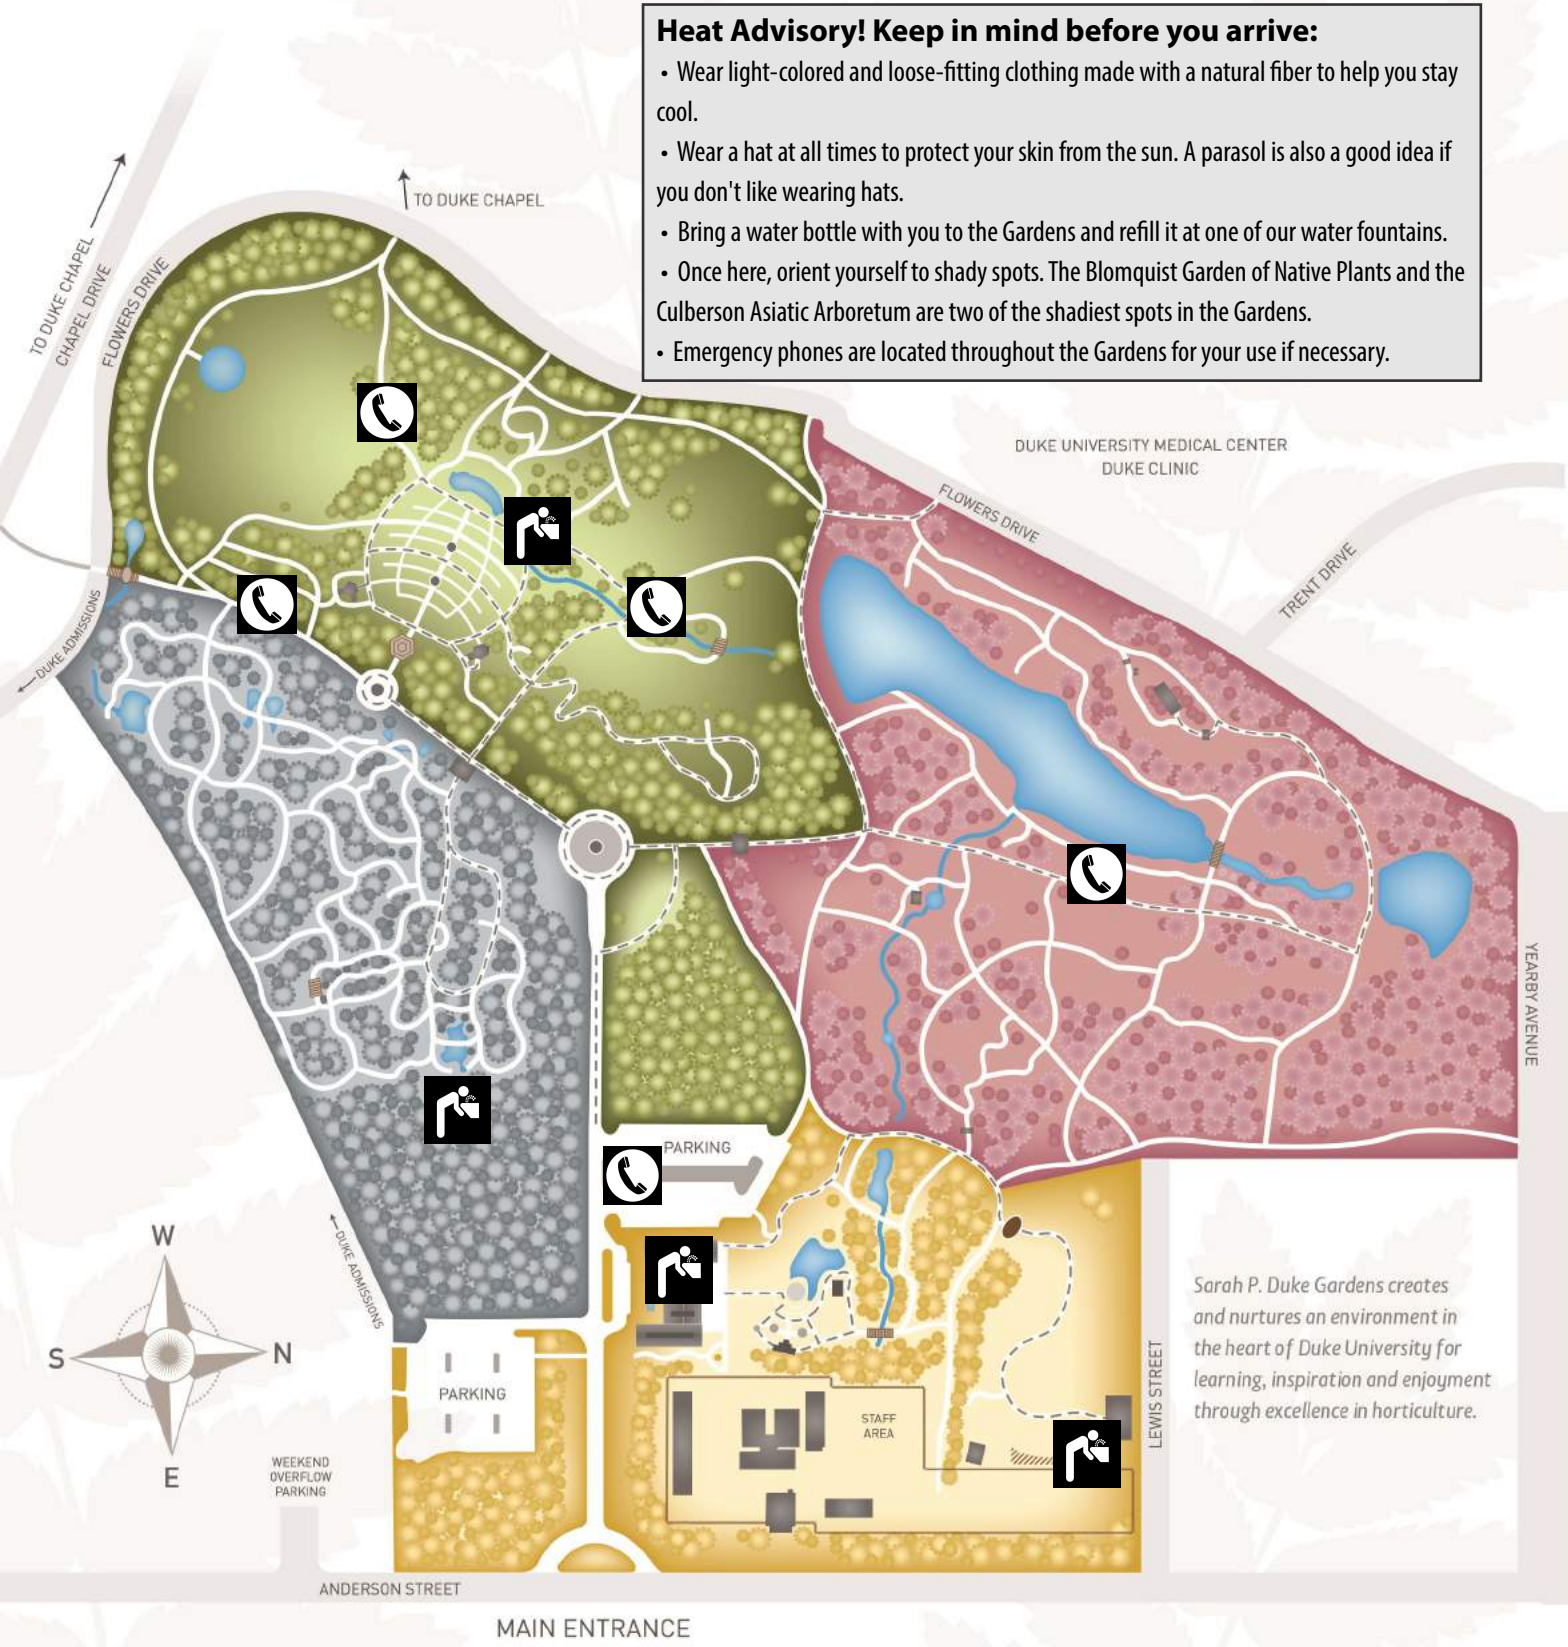 Heat Advisory! Keep in mind before you arrive:
• Wear light-colored and loose-fitting clothing made with a natural fiber to help you stay
cool.
• Wear a hat at all times to protect your skin from the sun. A parasol is also a good idea if
you don't like wearing hats.
• Bring a water bottle with you to the Gardens and refill it at one of our water fountains.
• Once here, orient yourself to shady spots. The Blomquist Garden of Native Plants and the
Culberson Asiatic Arboretum are two of the shadiest spots in the Gardens.
• Emergency phones are located throughout the Gardens for your use if necessary.
TO DUKE CHAPEL
TO DUKE CHAPEL
CHAPEL DRIVE
FLOWERS DRIVE
DUKE UNIVERSITY MEDICAL CENTER
DUKE CLINIC
FLOWERS DRIVE
TRENT DRIVE
DUKE ADMISSIONS
YEARBY AVENUE
PARKING
DUKE ADMISSIONS
W
S
N
E
Sarah P. Duke Gardens creates
and nurtures an environment in
the heart of Duke University for
learning, inspiration and enjoyment
through excellence in horticulture.
LEWIS STREET
PARKING
STAFF
AREA
WEEKEND
OVERFLOW
PARKING
ANDERSON STREET
MAIN ENTRANCE